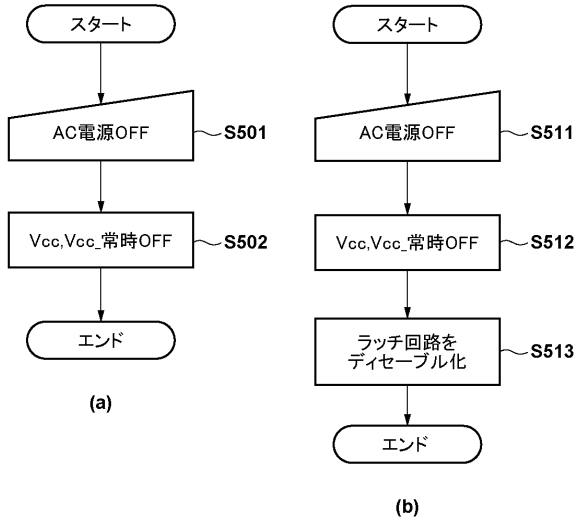 スタート
AC電源OFF
S501
Vcc,Vcc_常時OFF
S502
エンド
(a)
スタート
AC電源OFF
S511
Vcc,Vcc_常時OFF
S512
ラッチ回路を
ディセーブル化
S513
エンド
(b)